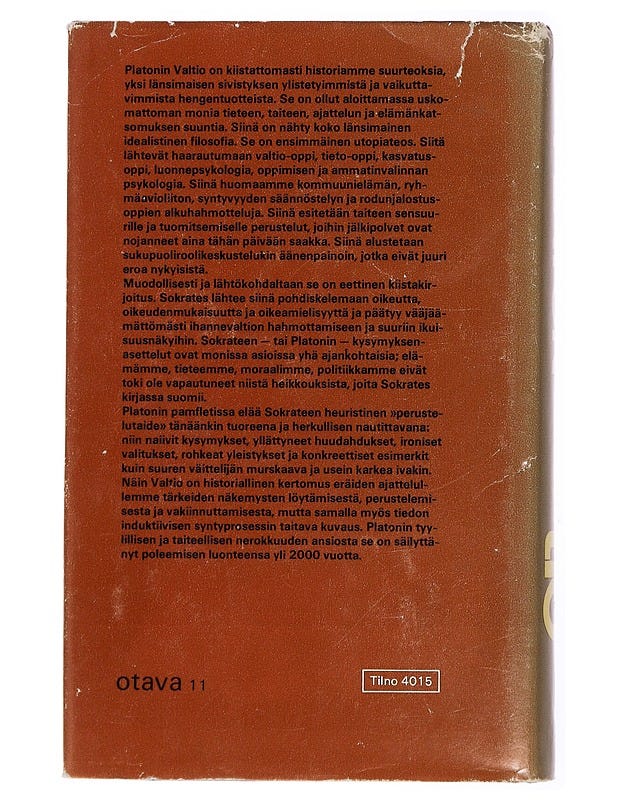 Platonin Valtio on kiistattomasti historiamme suurteoksia,
yksi länsimaisen sivistyksen ylistetyimmistä ja vaikutta-
vimmista hengentuotteista. Se on ollut aloittamassa usko-
mattoman monia tieteen, taiteen, ajattelun ja elämänkat-
somuksen suuntia. Siinä on nähty koko länsimainen
idealistinen filosofia. Se on ensimmäinen utopiateos. Siitä
lähtevät haarautumaan valtio-oppi, tieto-oppi, kasvatus-
oppi, luonnepsykologia, oppimisen ja ammatinvalinnan
psykologia. Siinä huomaamme kommuunielämän, ryh-
mäavioliiton, syntyvyyden säännöstelyn ja rodunjalostus-
oppien alkuhahmotteluja. Siinä esitetään taiteen sensuu-
rille ja tuomitsemiselle perustelut, joihin jälkipolvet ovat
nojanneet aina tähän päivään saakka. Siinä alustetaan
sukupuoliroolikeskustelukin äänenpainoin, jotka eivät juuri
eroa nykyisistä.
Muodollisesti ja lähtökohdaltaan se on eettinen kiistakir-
joitus. Sokrates lähtee siinä pohdiskelemaan oikeutta,
oikeudenmukaisuutta ja oikeamielisyyttä ja päätyy vääjää-
mättömästi ihannevaltion hahmottamiseen ja suuriin ikui-
suusnäkyihin. Sokrateen — tai Platonin — kysymyksen-
asettelut ovat monissa asioissa yhä ajankohtaisia; elä-
mämme, tieteemme, moraalimme, politiikkamme eivät
toki ole vapautuneet niistä heikkouksista, joita Sokrates
kirjassa suomii.
Platonin pamfletissa elää Sokrateen heuristinen »peruste-
lutaide» tänäänkin tuoreena ja herkullisen nautittavana:
niin naiivit kysymykset, yllättyneet huudahdukset, ironiset
valitukset, rohkeat yleistykset ja konkreettiset esimerkit
kuin suuren väittelijän murskaava ja usein karkea ivakin.
Näin Valtio on historiallinen kertomus eräiden ajattelul-
lemme tärkeiden näkemysten löytämisestä, perustelemi-
sesta ja vakiinnuttamisesta, mutta samalla myös tiedon
induktiivisen syntyprosessin taitava kuvaus. Platonin tyy-
lillisen ja taiteellisen nerokkuuden ansiosta se on säilyttä-
nyt poleemisen luonteensa yli 2000 vuotta.
otava 11
Tilno 4015